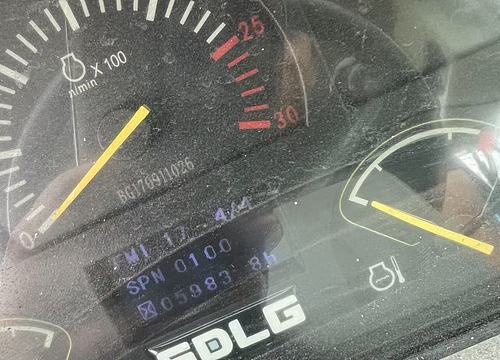 25
X 100
n/min
30
BG170911026
0
FMI 17 4/4
SPN 0100
05983 8h
SDLG